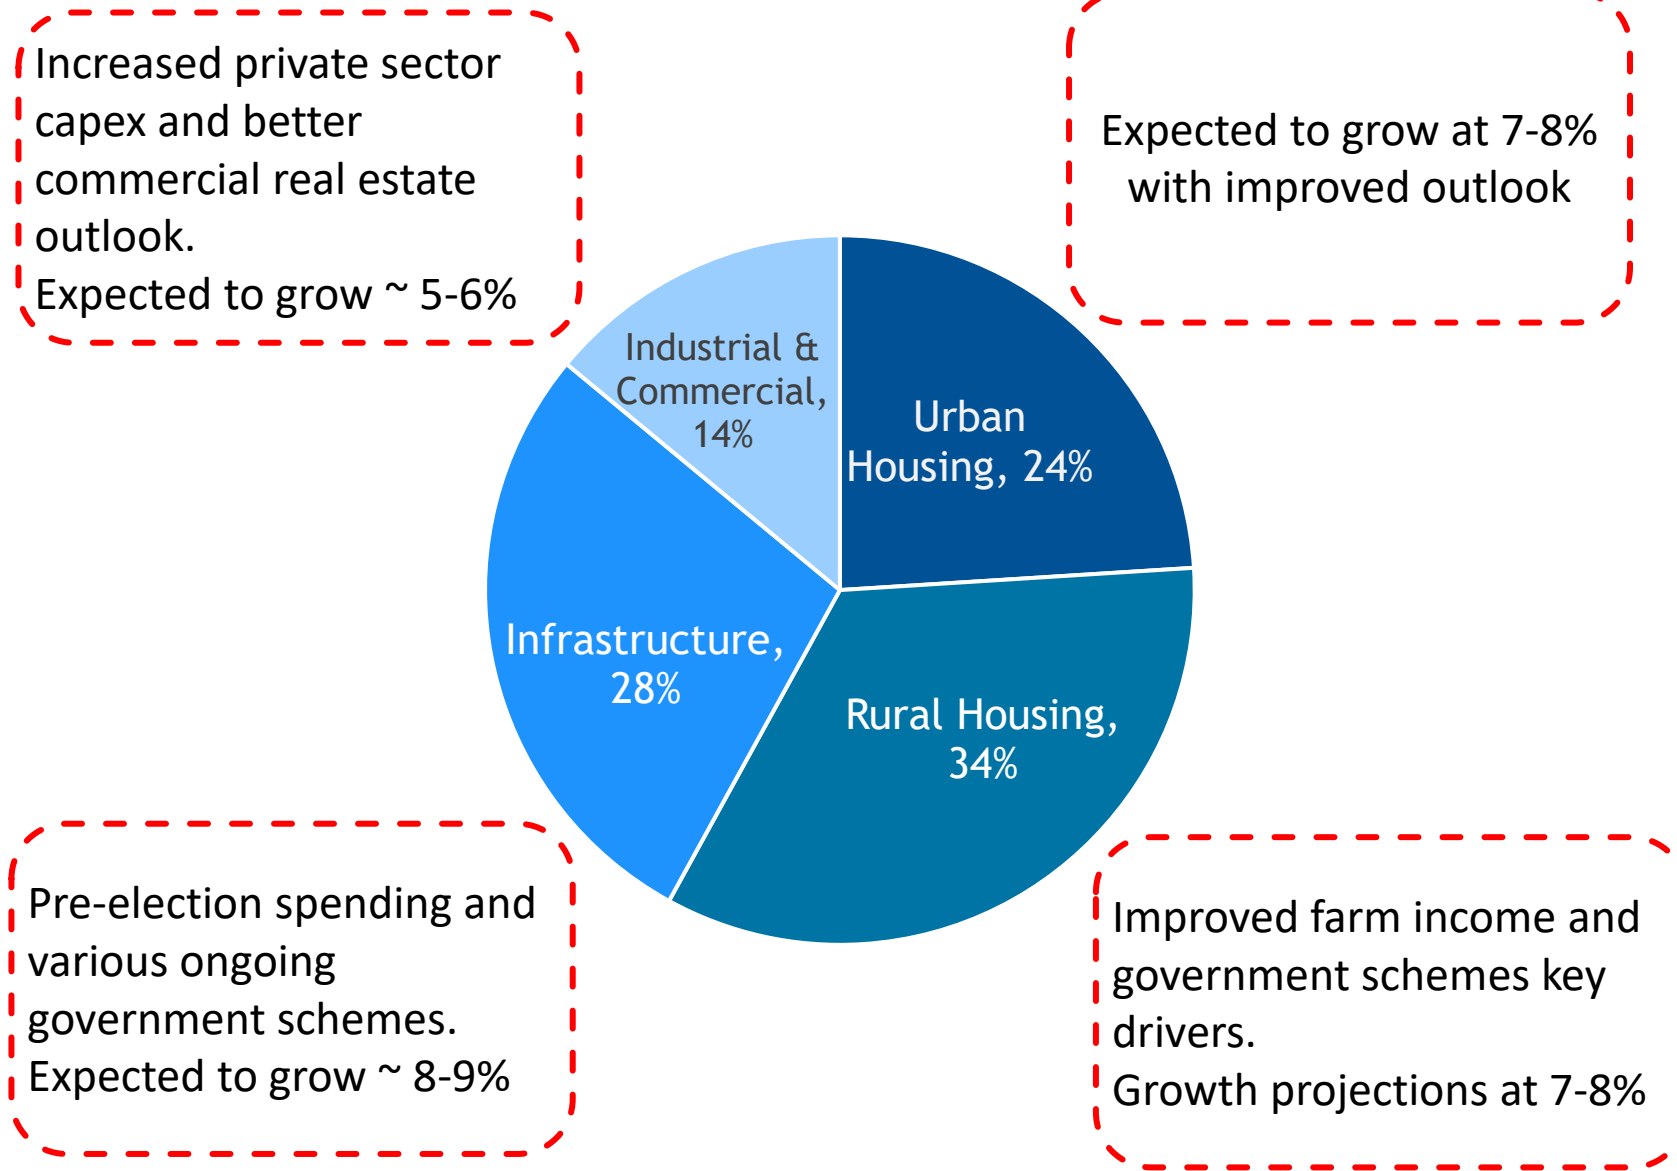 Increased private sector
capex and better
commercial real estate
outlook.
Expected to grow ~ 5-6%
Expected to grow at 7-8%
with improved outlook
Industrial &
Commercial,
14%
Urban
Housing, 24%
Infrastructure,
28%
Rural Housing,
34%
Pre-election spending and
various ongoing
government schemes.
Expected to grow ~ 8-9%
Improved farm income and
government schemes key
drivers.
Growth projections at 7-8%